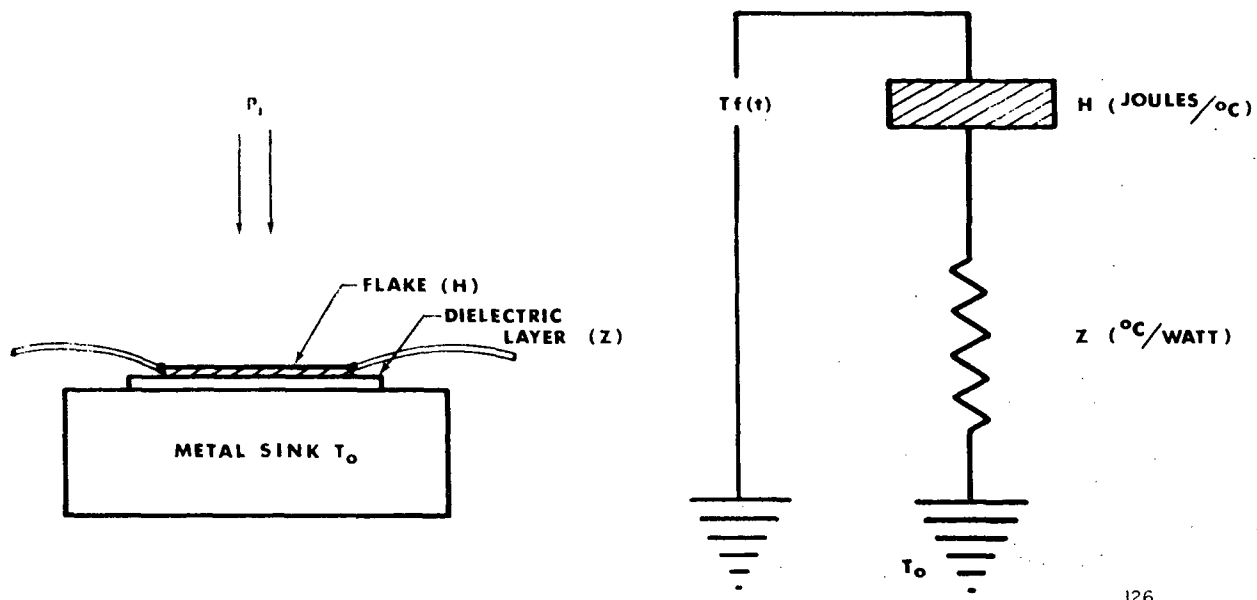 P₁
FLAKE (H)
DIELECTRIC
LAYER (Z)
METAL SINK T₀
Tf(t)
H (JOULES/°C)
Z (°C/WATT)
T₀
126